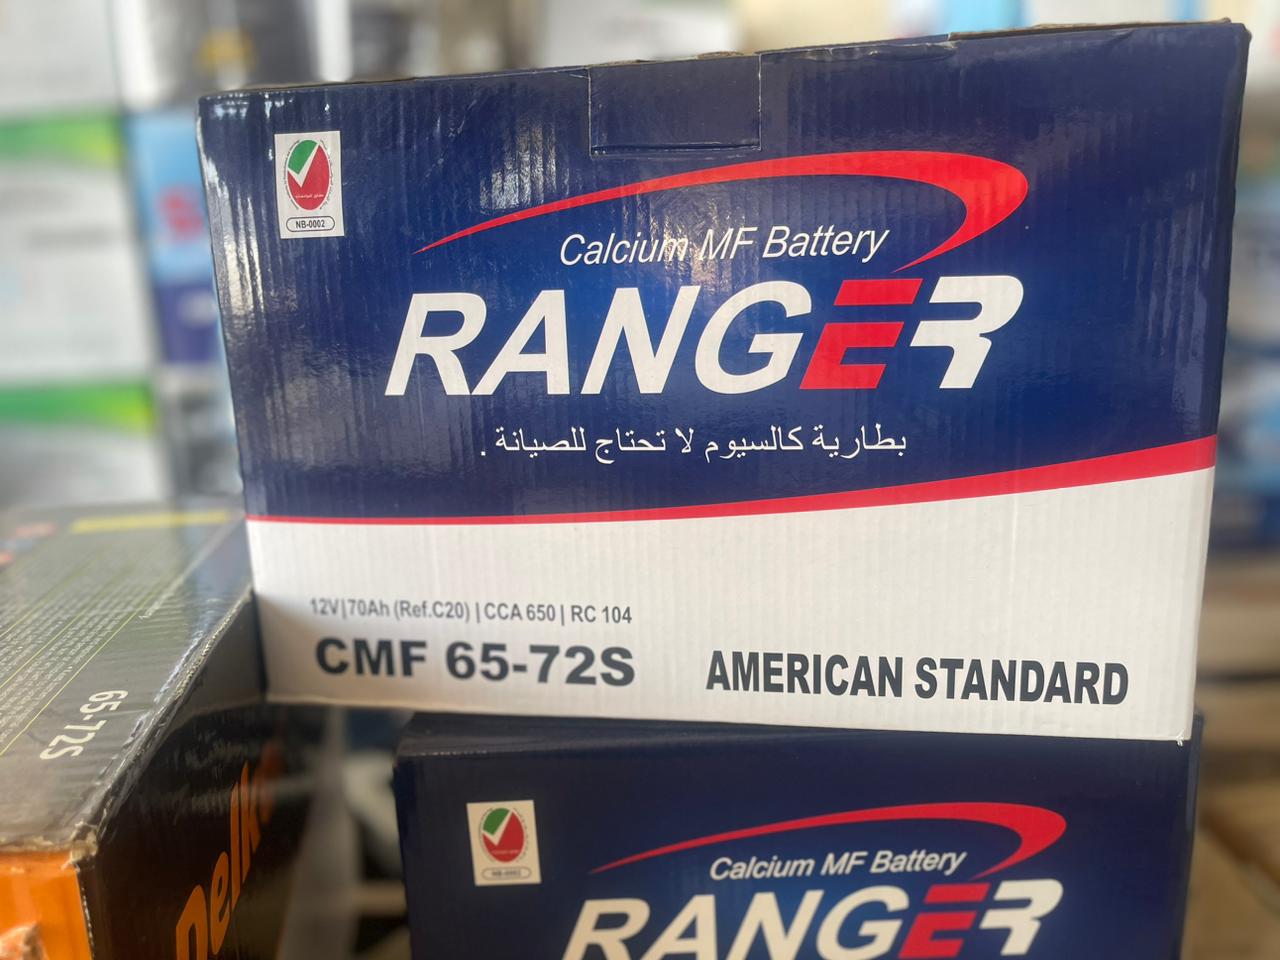 NB-0002
Calcium MF Battery
RANGER
بطارية كالسيوم لا تحتاج للصيانة .
12V|70Ah (Ref.C20) | CCA 650 | RC 104
CMF 65-72S
AMERICAN STANDARD
65-72S
Delk
NB-0002
Calcium MF Battery
RANGER